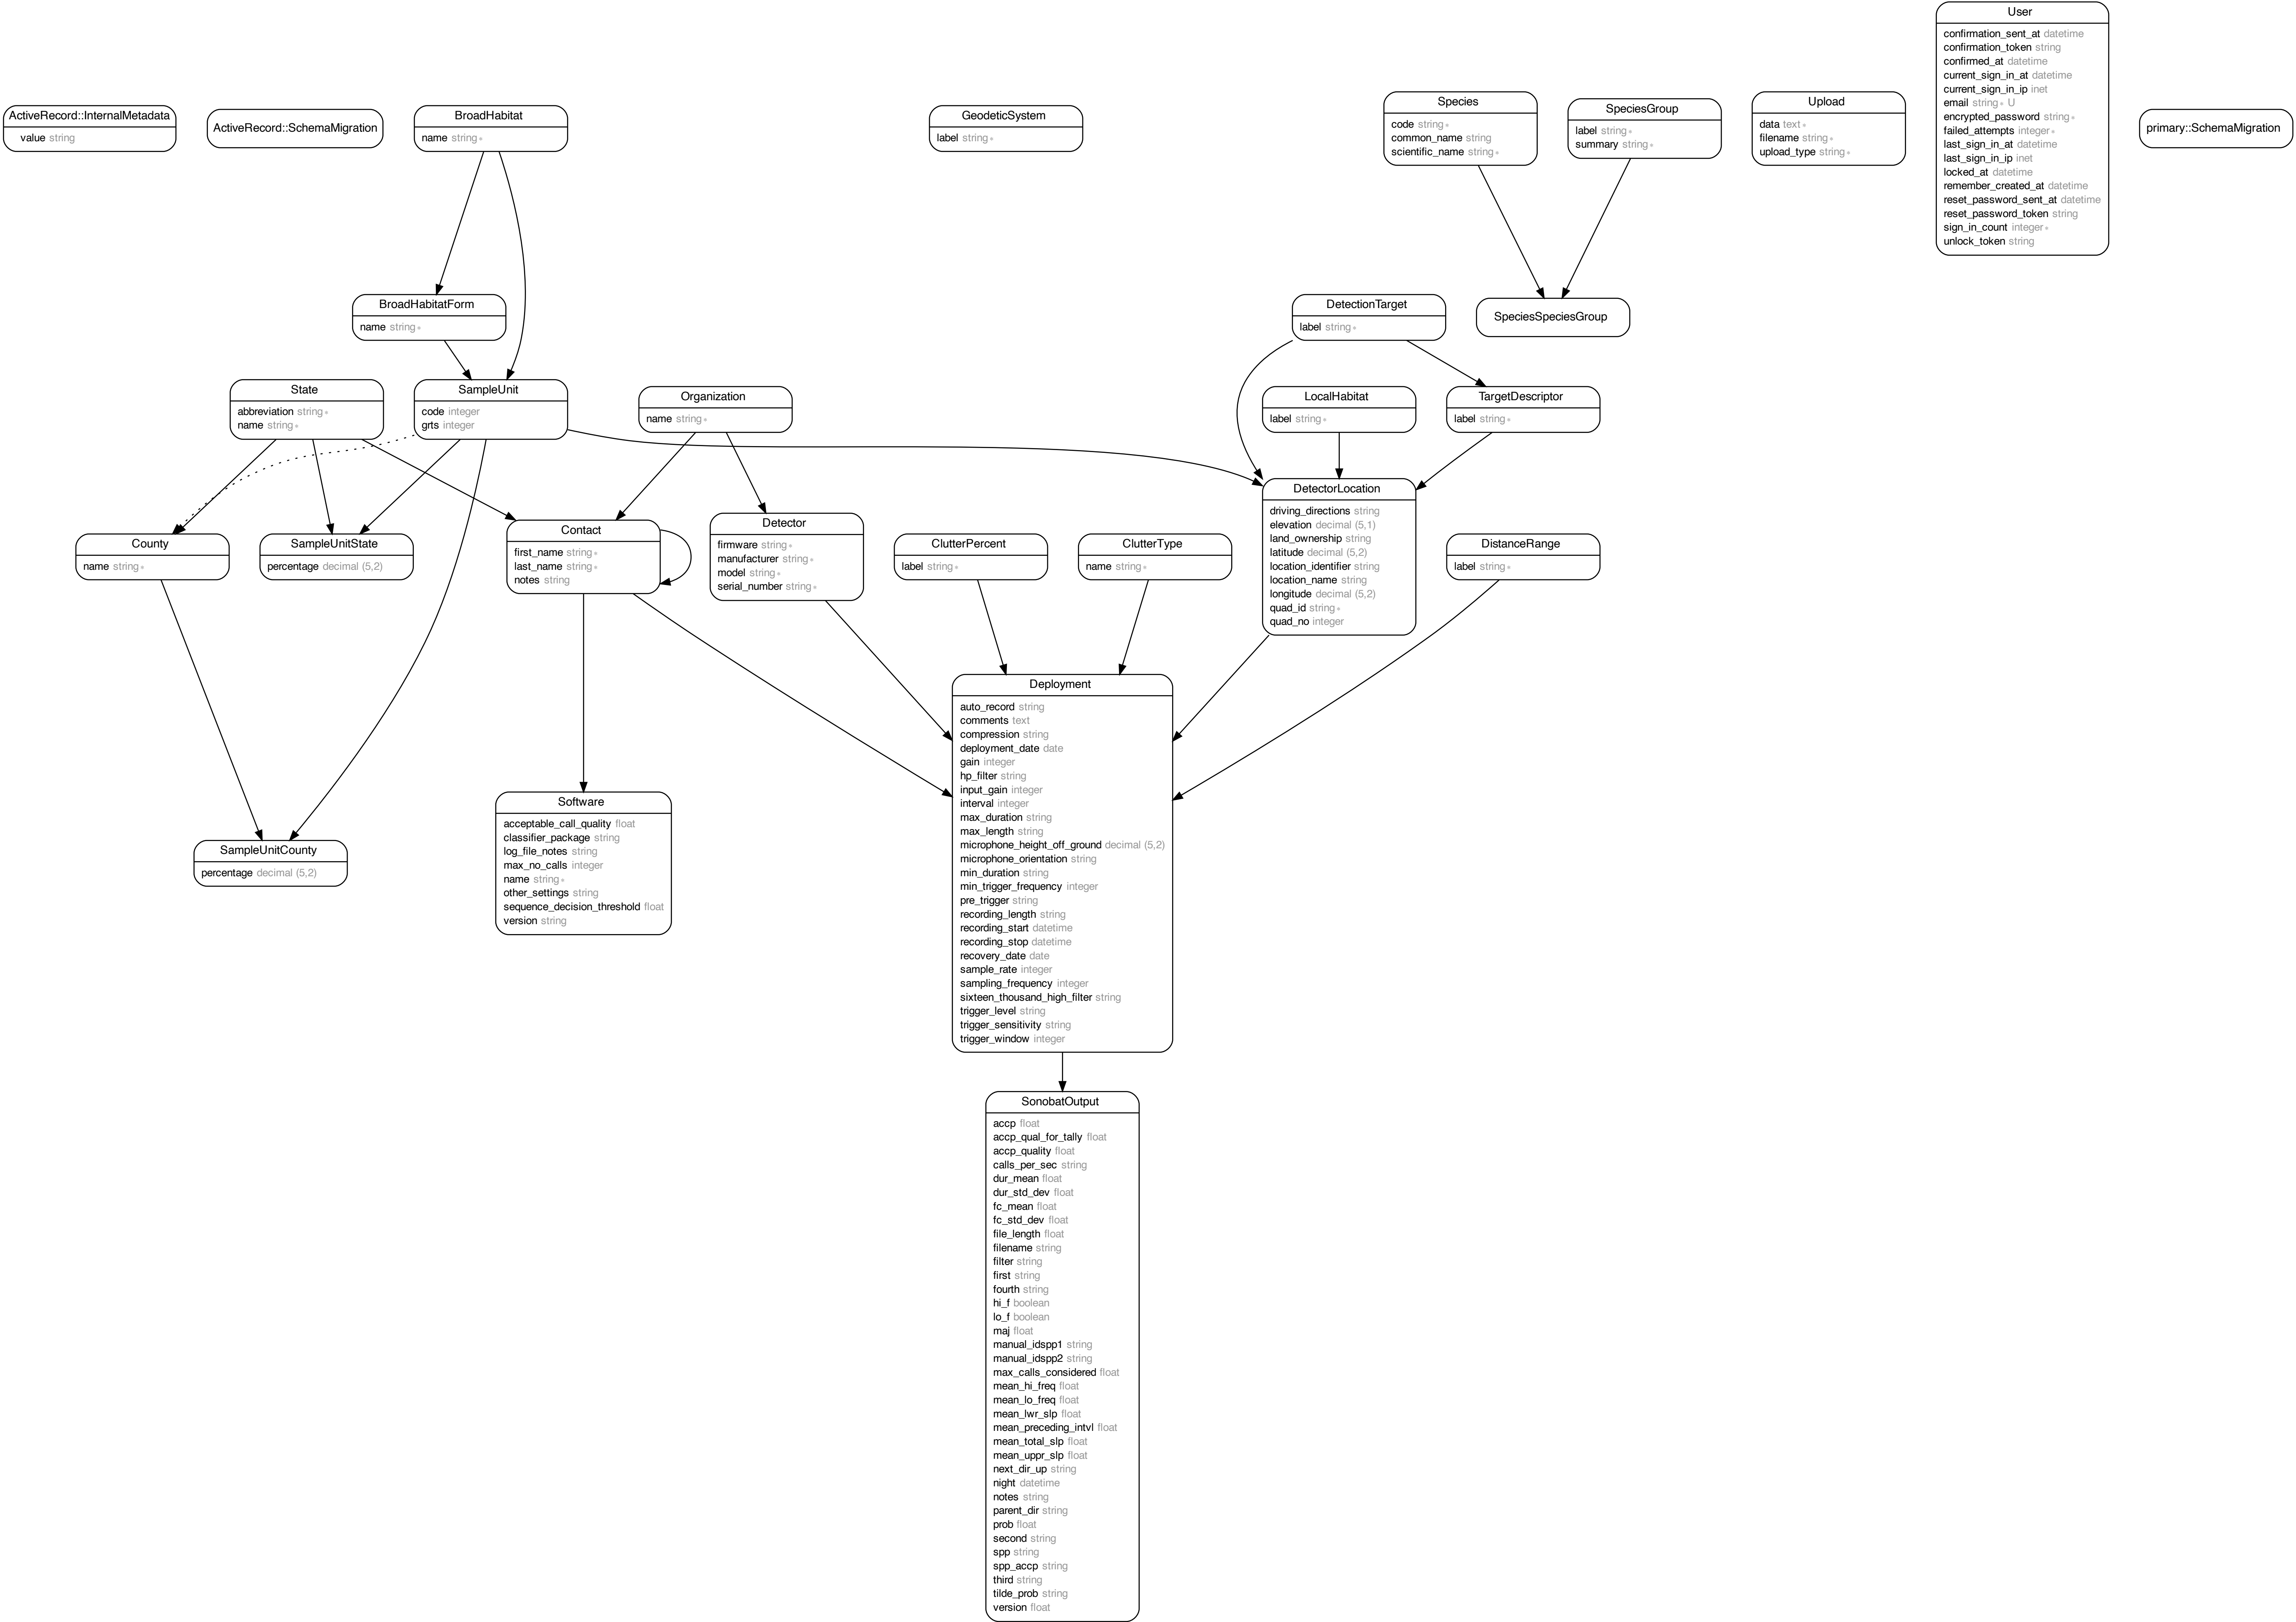 User
confirmation_sent_at datetime
confirmation_token string
confirmed_at datetime
current_sign_in_at datetime
current_sign_in_ip inet
email string * U
encrypted_password string *
failed_attempts integer *
last_sign_in_at datetime
last_sign_in_ip inet
locked_at datetime
remember_created_at datetime
reset_password_sent_at datetime
reset_password_token string
sign_in_count integer *
unlock_token string
ActiveRecord::InternalMetadata
value string
ActiveRecord::SchemaMigration
BroadHabitat
name string *
GeodeticSystem
label string *
Species
code string *
common_name string
scientific_name string *
SpeciesGroup
label string *
summary string *
Upload
data text *
filename string *
upload_type string *
primary::SchemaMigration
BroadHabitatForm
name string *
DetectionTarget
label string *
SpeciesSpeciesGroup
State
abbreviation string *
name string *
SampleUnit
code integer
grts integer
Organization
name string *
LocalHabitat
label string *
TargetDescriptor
label string *
County
name string *
SampleUnitState
percentage decimal (5,2)
Contact
first_name string *
last_name string *
notes string
Detector
firmware string *
manufacturer string *
model string *
serial_number string *
ClutterPercent
label string *
ClutterType
name string *
DetectorLocation
driving_directions string
elevation decimal (5,1)
land_ownership string
latitude decimal (5,2)
location_identifier string
location_name string
longitude decimal (5,2)
quad_id string *
quad_no integer
DistanceRange
label string *
Deployment
auto_record string
comments text
compression string
deployment_date date
gain integer
hp_filter string
input_gain integer
interval integer
max_duration string
max_length string
microphone_height_off_ground decimal (5,2)
microphone_orientation string
min_duration string
min_trigger_frequency integer
pre_trigger string
recording_length string
recording_start datetime
recording_stop datetime
recovery_date date
sample_rate integer
sampling_frequency integer
sixteen_thousand_high_filter string
trigger_level string
trigger_sensitivity string
trigger_window integer
Software
acceptable_call_quality float
classifier_package string
log_file_notes string
max_no_calls integer
name string *
other_settings string
sequence_decision_threshold float
version string
SampleUnitCounty
percentage decimal (5,2)
SonobatOutput
accp float
accp_qual_for_tally float
accp_quality float
calls_per_sec string
dur_mean float
dur_std_dev float
fc_mean float
fc_std_dev float
file_length float
filename string
filter string
first string
fourth string
hi_f boolean
lo_f boolean
maj float
manual_idspp1 string
manual_idspp2 string
max_calls_considered float
mean_hi_freq float
mean_lo_freq float
mean_lwr_slp float
mean_preceding_intvl float
mean_total_slp float
mean_uppr_slp float
next_dir_up string
night datetime
notes string
parent_dir string
prob float
second string
spp string
spp_accp string
third string
tilde_prob string
version float